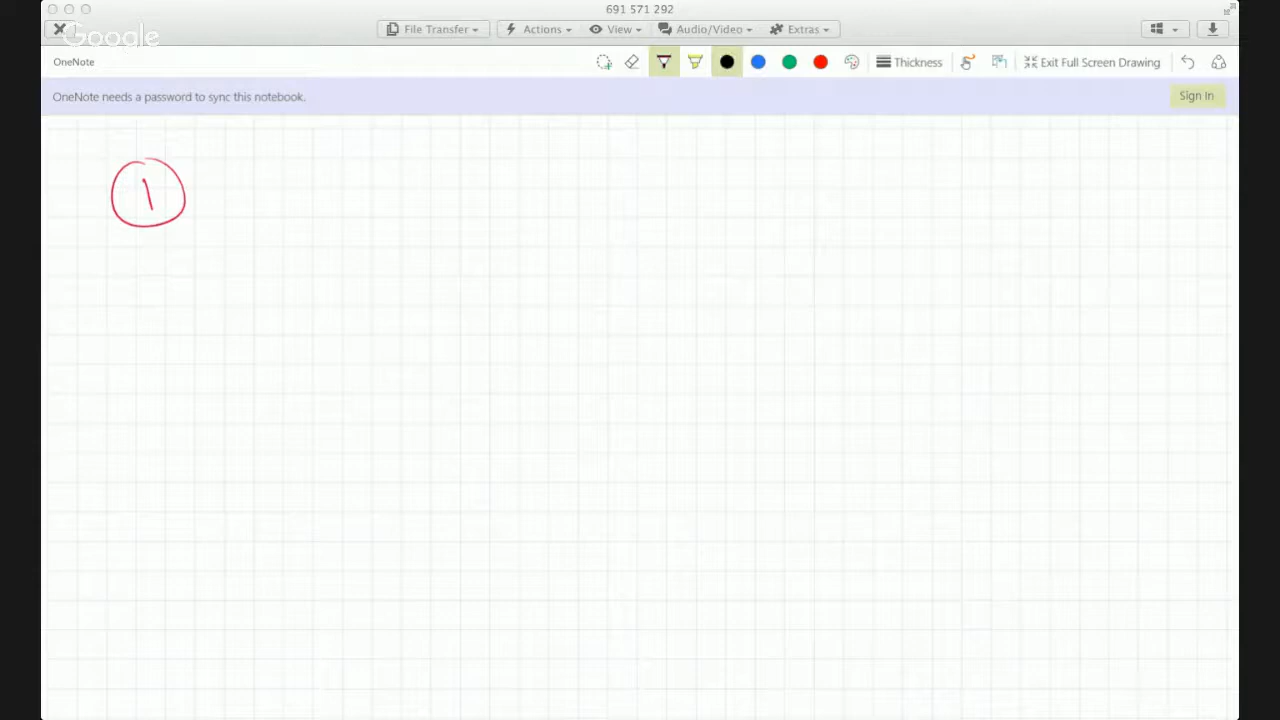 691 571 292
File Transfer
Actions
View
Audio/Video
Extras
Google
OneNote
Thickness
Exit Full Screen Drawing
OneNote needs a password to sync this notebook.
Sign In
1